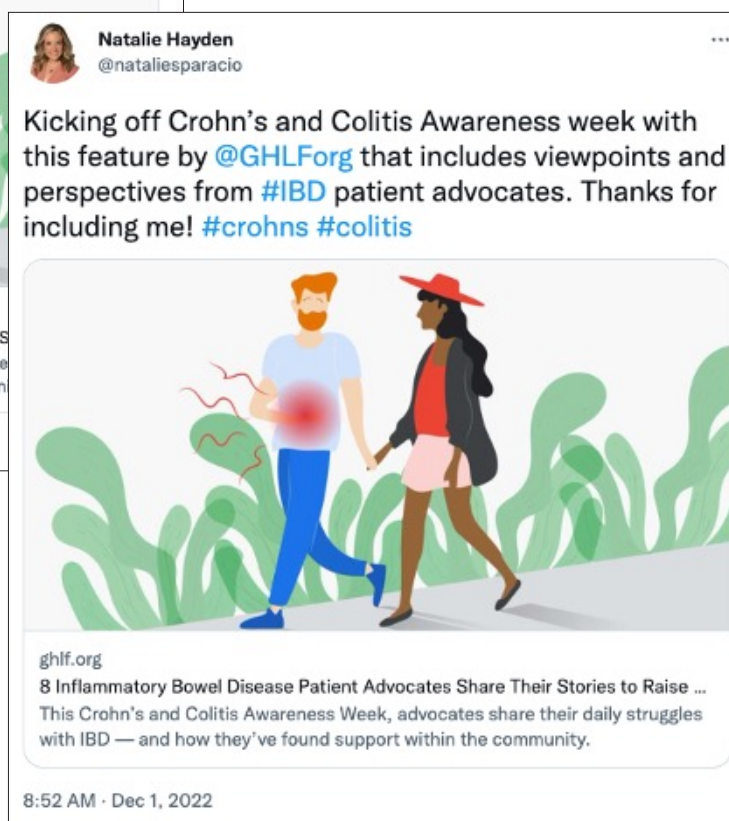 Natalie Hayden
@nataliesparacio
Kicking off Crohn's and Colitis Awareness week with
this feature by @GHLForg that includes viewpoints and
perspectives from #IBD patient advocates. Thanks for
including me! #crohns #colitis
ghlf.org
8 Inflammatory Bowel Disease Patient Advocates Share Their Stories to Raise ...
This Crohn's and Colitis Awareness Week, advocates share their daily struggles
with IBD — and how they've found support within the community.
8:52 AM · Dec 1, 2022